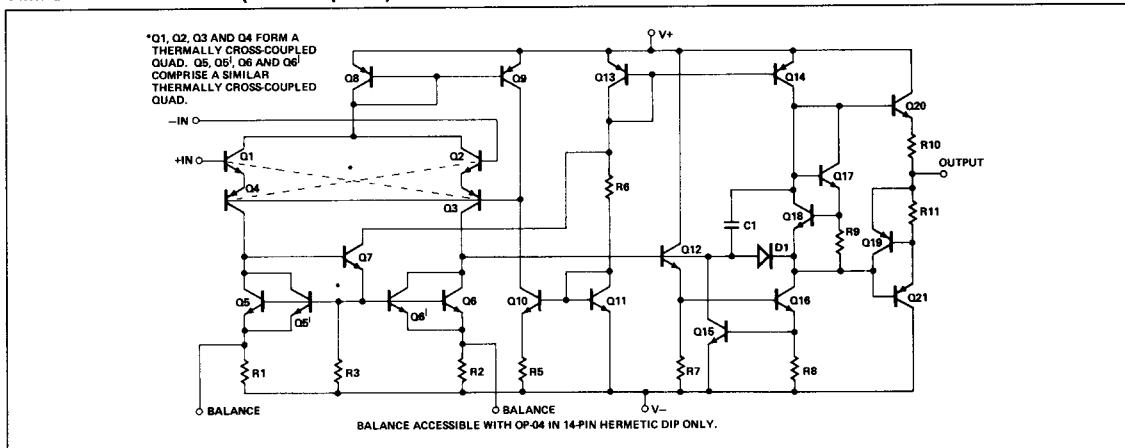 *Q1, Q2, Q3 AND Q4 FORM A
THERMALLY CROSS-COUPLED
QUAD. Q5, Q5|, Q6 AND Q6|
COMPRISE A SIMILAR
THERMALLY CROSS-COUPLED
QUAD.
V+
Q8
Q9
Q13
Q14
Q20
−IN
+IN
Q1
Q2
*
Q4
Q3
R10
OUTPUT
Q17
R6
C1
Q18
R9
R11
Q19
Q7
Q12
D1
*
Q5
Q5|
Q6|
Q6
Q10
Q11
Q16
Q21
Q15
R1
R3
R2
R5
R7
R8
BALANCE
BALANCE
V−
BALANCE ACCESSIBLE WITH OP-04 IN 14-PIN HERMETIC DIP ONLY.